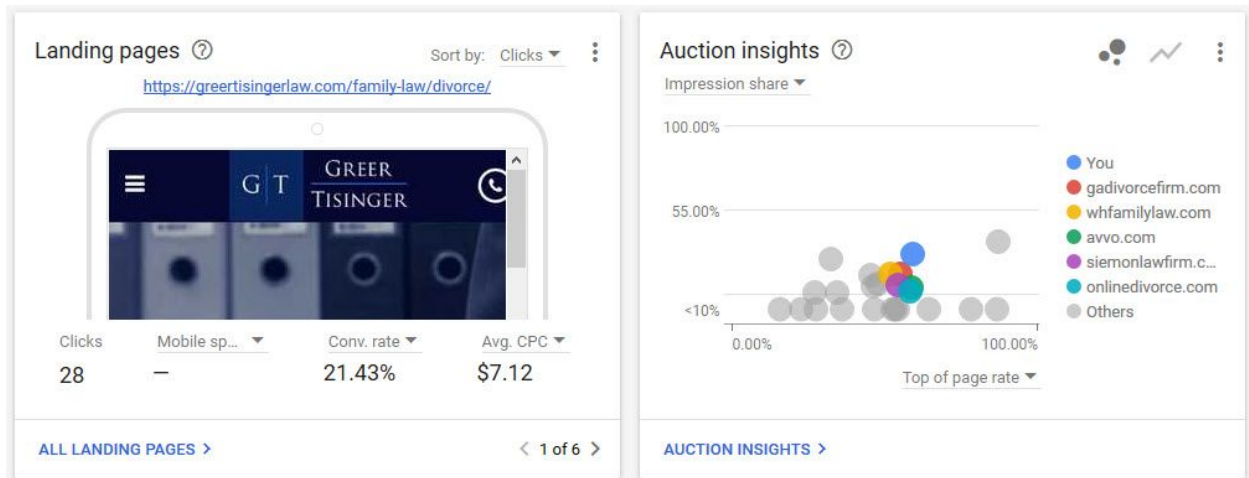 Landing pages
Sort by: Clicks
https://greertisingerlaw.com/family-law/divorce/
G|T GREER
TISINGER
Clicks Mobile sp... Conv. rate Avg. CPC
28 — 21.43% $7.12
ALL LANDING PAGES >
< 1 of 6 >
Auction insights
Impression share
100.00%
55.00%
<10%
0.00% 100.00%
Top of page rate
You
gadivorcefirm.com
whfamilylaw.com
avvo.com
siemonlawfirm.c...
onlinedivorce.com
Others
AUCTION INSIGHTS >